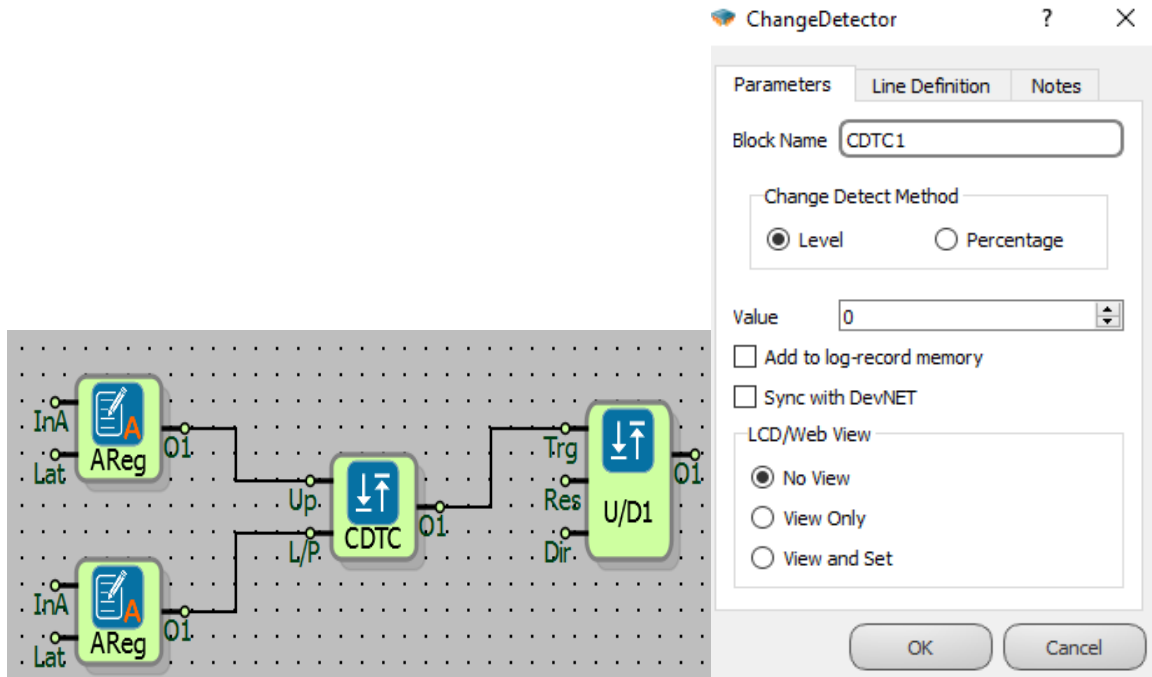 ChangeDetector ? X
Parameters Line Definition Notes
Block Name CDTC1
Change Detect Method
Level Percentage
Value 0
Add to log-record memory
Sync with DevNET
LCD/Web View
No View
View Only
View and Set
OK Cancel
InA
Lat
A
AReg
O1
InA
Lat
A
AReg
O1
Up
L/P
CDTC
O1
Trg
Res
Dir
U/D1
O1